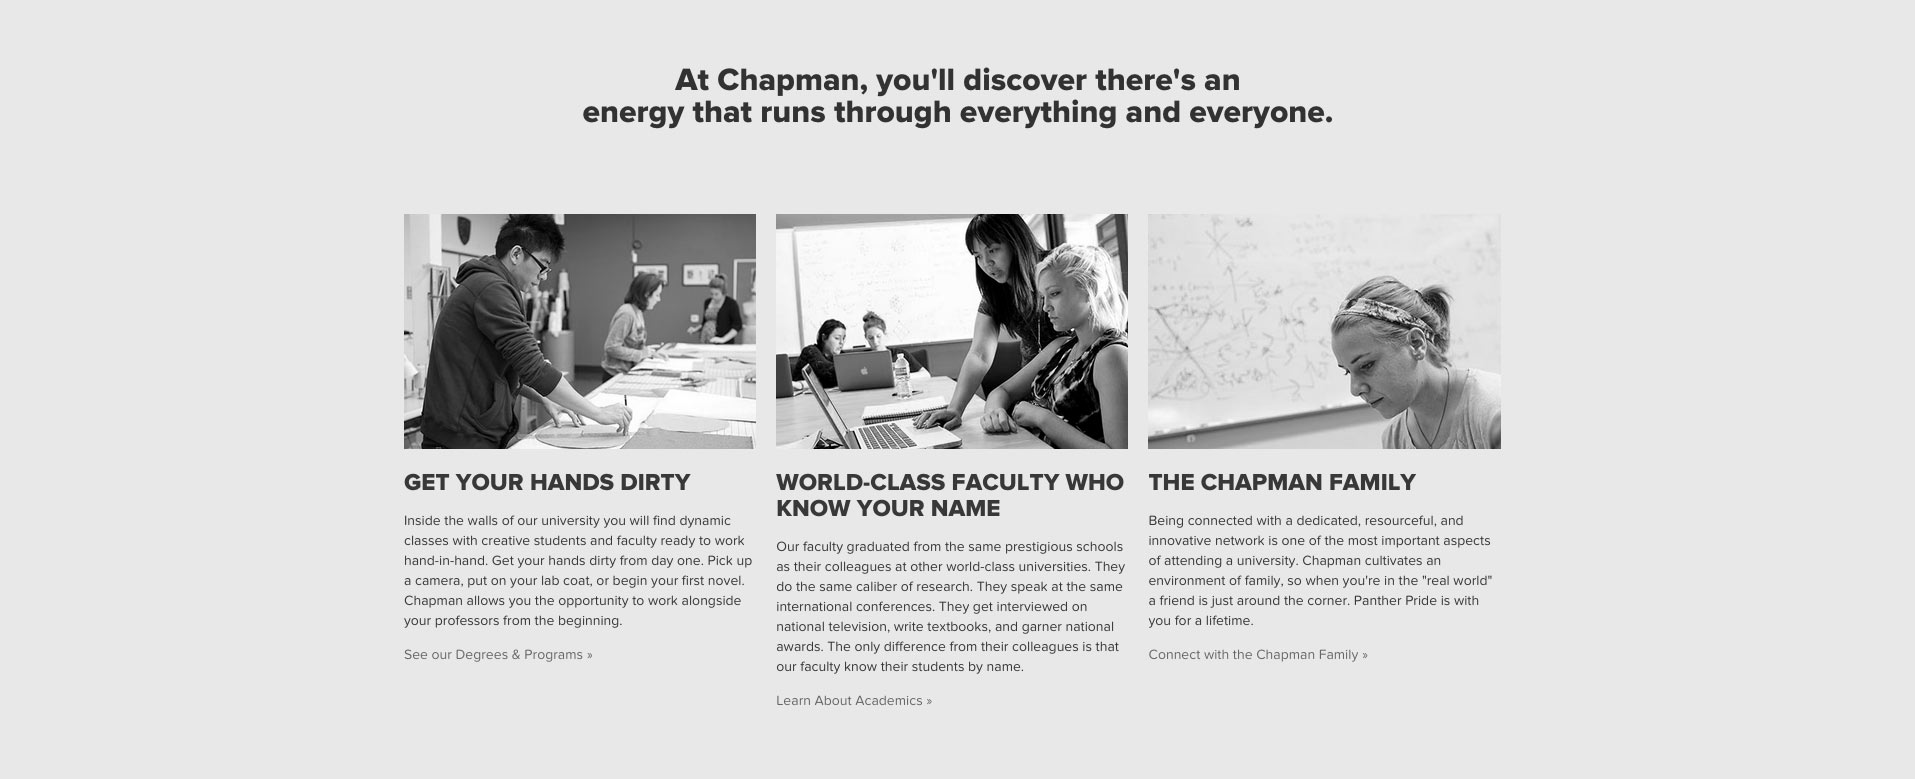 At Chapman, you'll discover there's an
energy that runs through everything and everyone.
GET YOUR HANDS DIRTY
Inside the walls of our university you will find dynamic
classes with creative students and faculty ready to work
hand-in-hand. Get your hands dirty from day one. Pick up
a camera, put on your lab coat, or begin your first novel.
Chapman allows you the opportunity to work alongside
your professors from the beginning.
See our Degrees & Programs »
WORLD-CLASS FACULTY WHO
KNOW YOUR NAME
Our faculty graduated from the same prestigious schools
as their colleagues at other world-class universities. They
do the same caliber of research. They speak at the same
international conferences. They get interviewed on
national television, write textbooks, and garner national
awards. The only difference from their colleagues is that
our faculty know their students by name.
Learn About Academics »
THE CHAPMAN FAMILY
Being connected with a dedicated, resourceful, and
innovative network is one of the most important aspects
of attending a university. Chapman cultivates an
environment of family, so when you're in the "real world"
a friend is just around the corner. Panther Pride is with
you for a lifetime.
Connect with the Chapman Family »